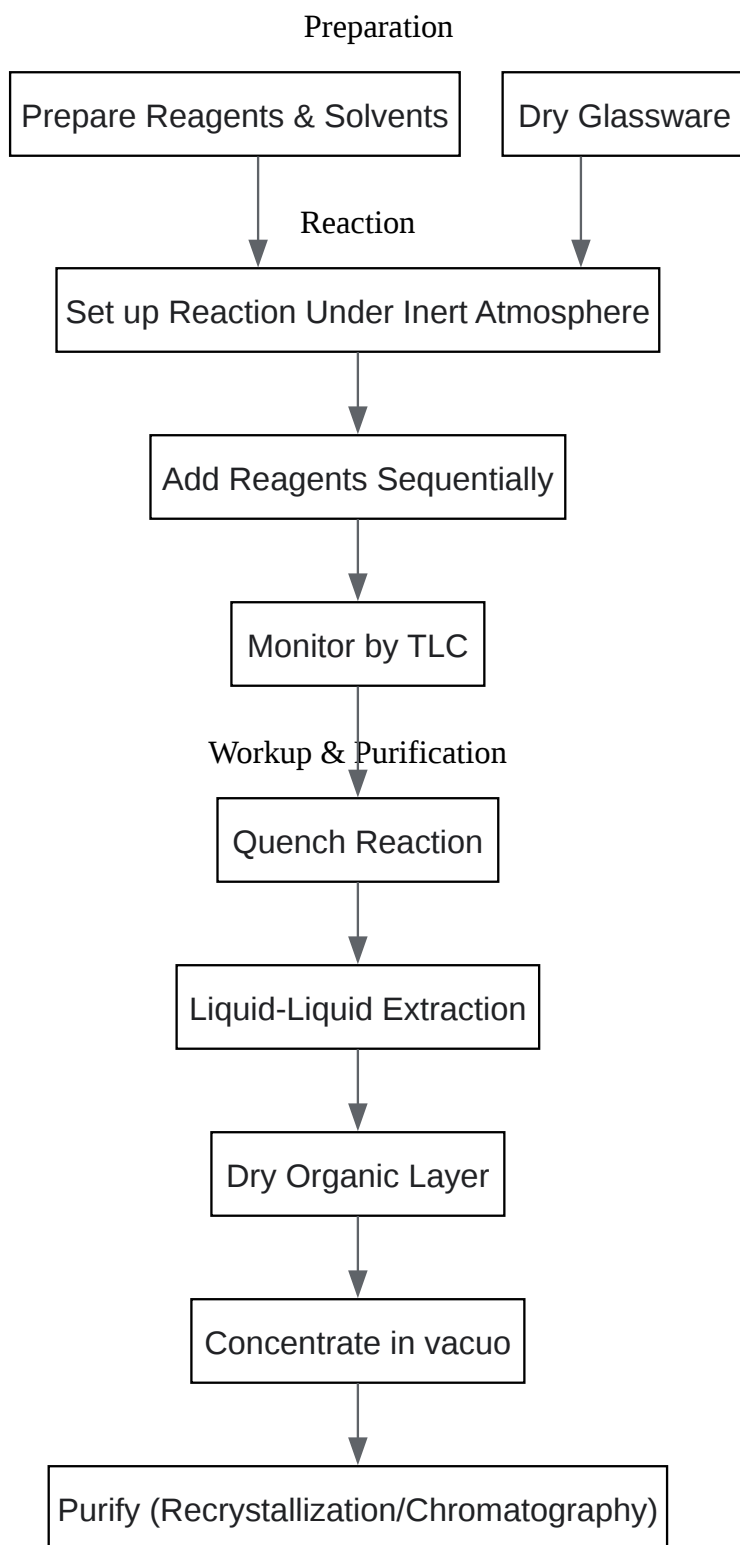 Preparation
Prepare Reagents & Solvents
Dry Glassware
Reaction
Set up Reaction Under Inert Atmosphere
Add Reagents Sequentially
Monitor by TLC
Workup & Purification
Quench Reaction
Liquid-Liquid Extraction
Dry Organic Layer
Concentrate in vacuo
Purify (Recrystallization/Chromatography)